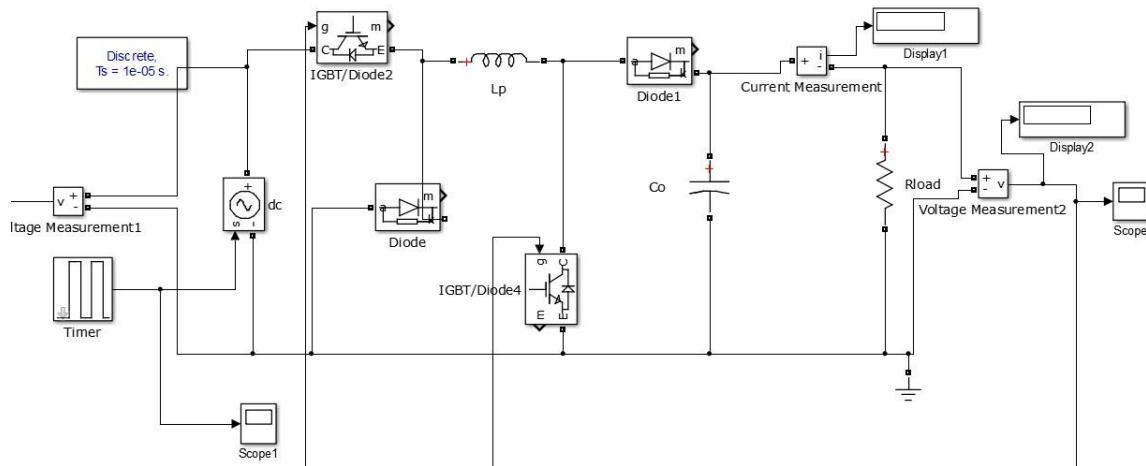 g
m
C
E
IGBT/Diode2
Discrete,
Ts = 1e-05 s.
Lp
a
m
k
Diode1
+
i
-
Current Measurement
Display1
Display2
v
+
-
ltage Measurement1
+
s
-
dc
a
m
k
Diode
Co
Rload
+
-
v
Voltage Measurement2
Scope
g
C
m
E
IGBT/Diode4
Timer
Scope1